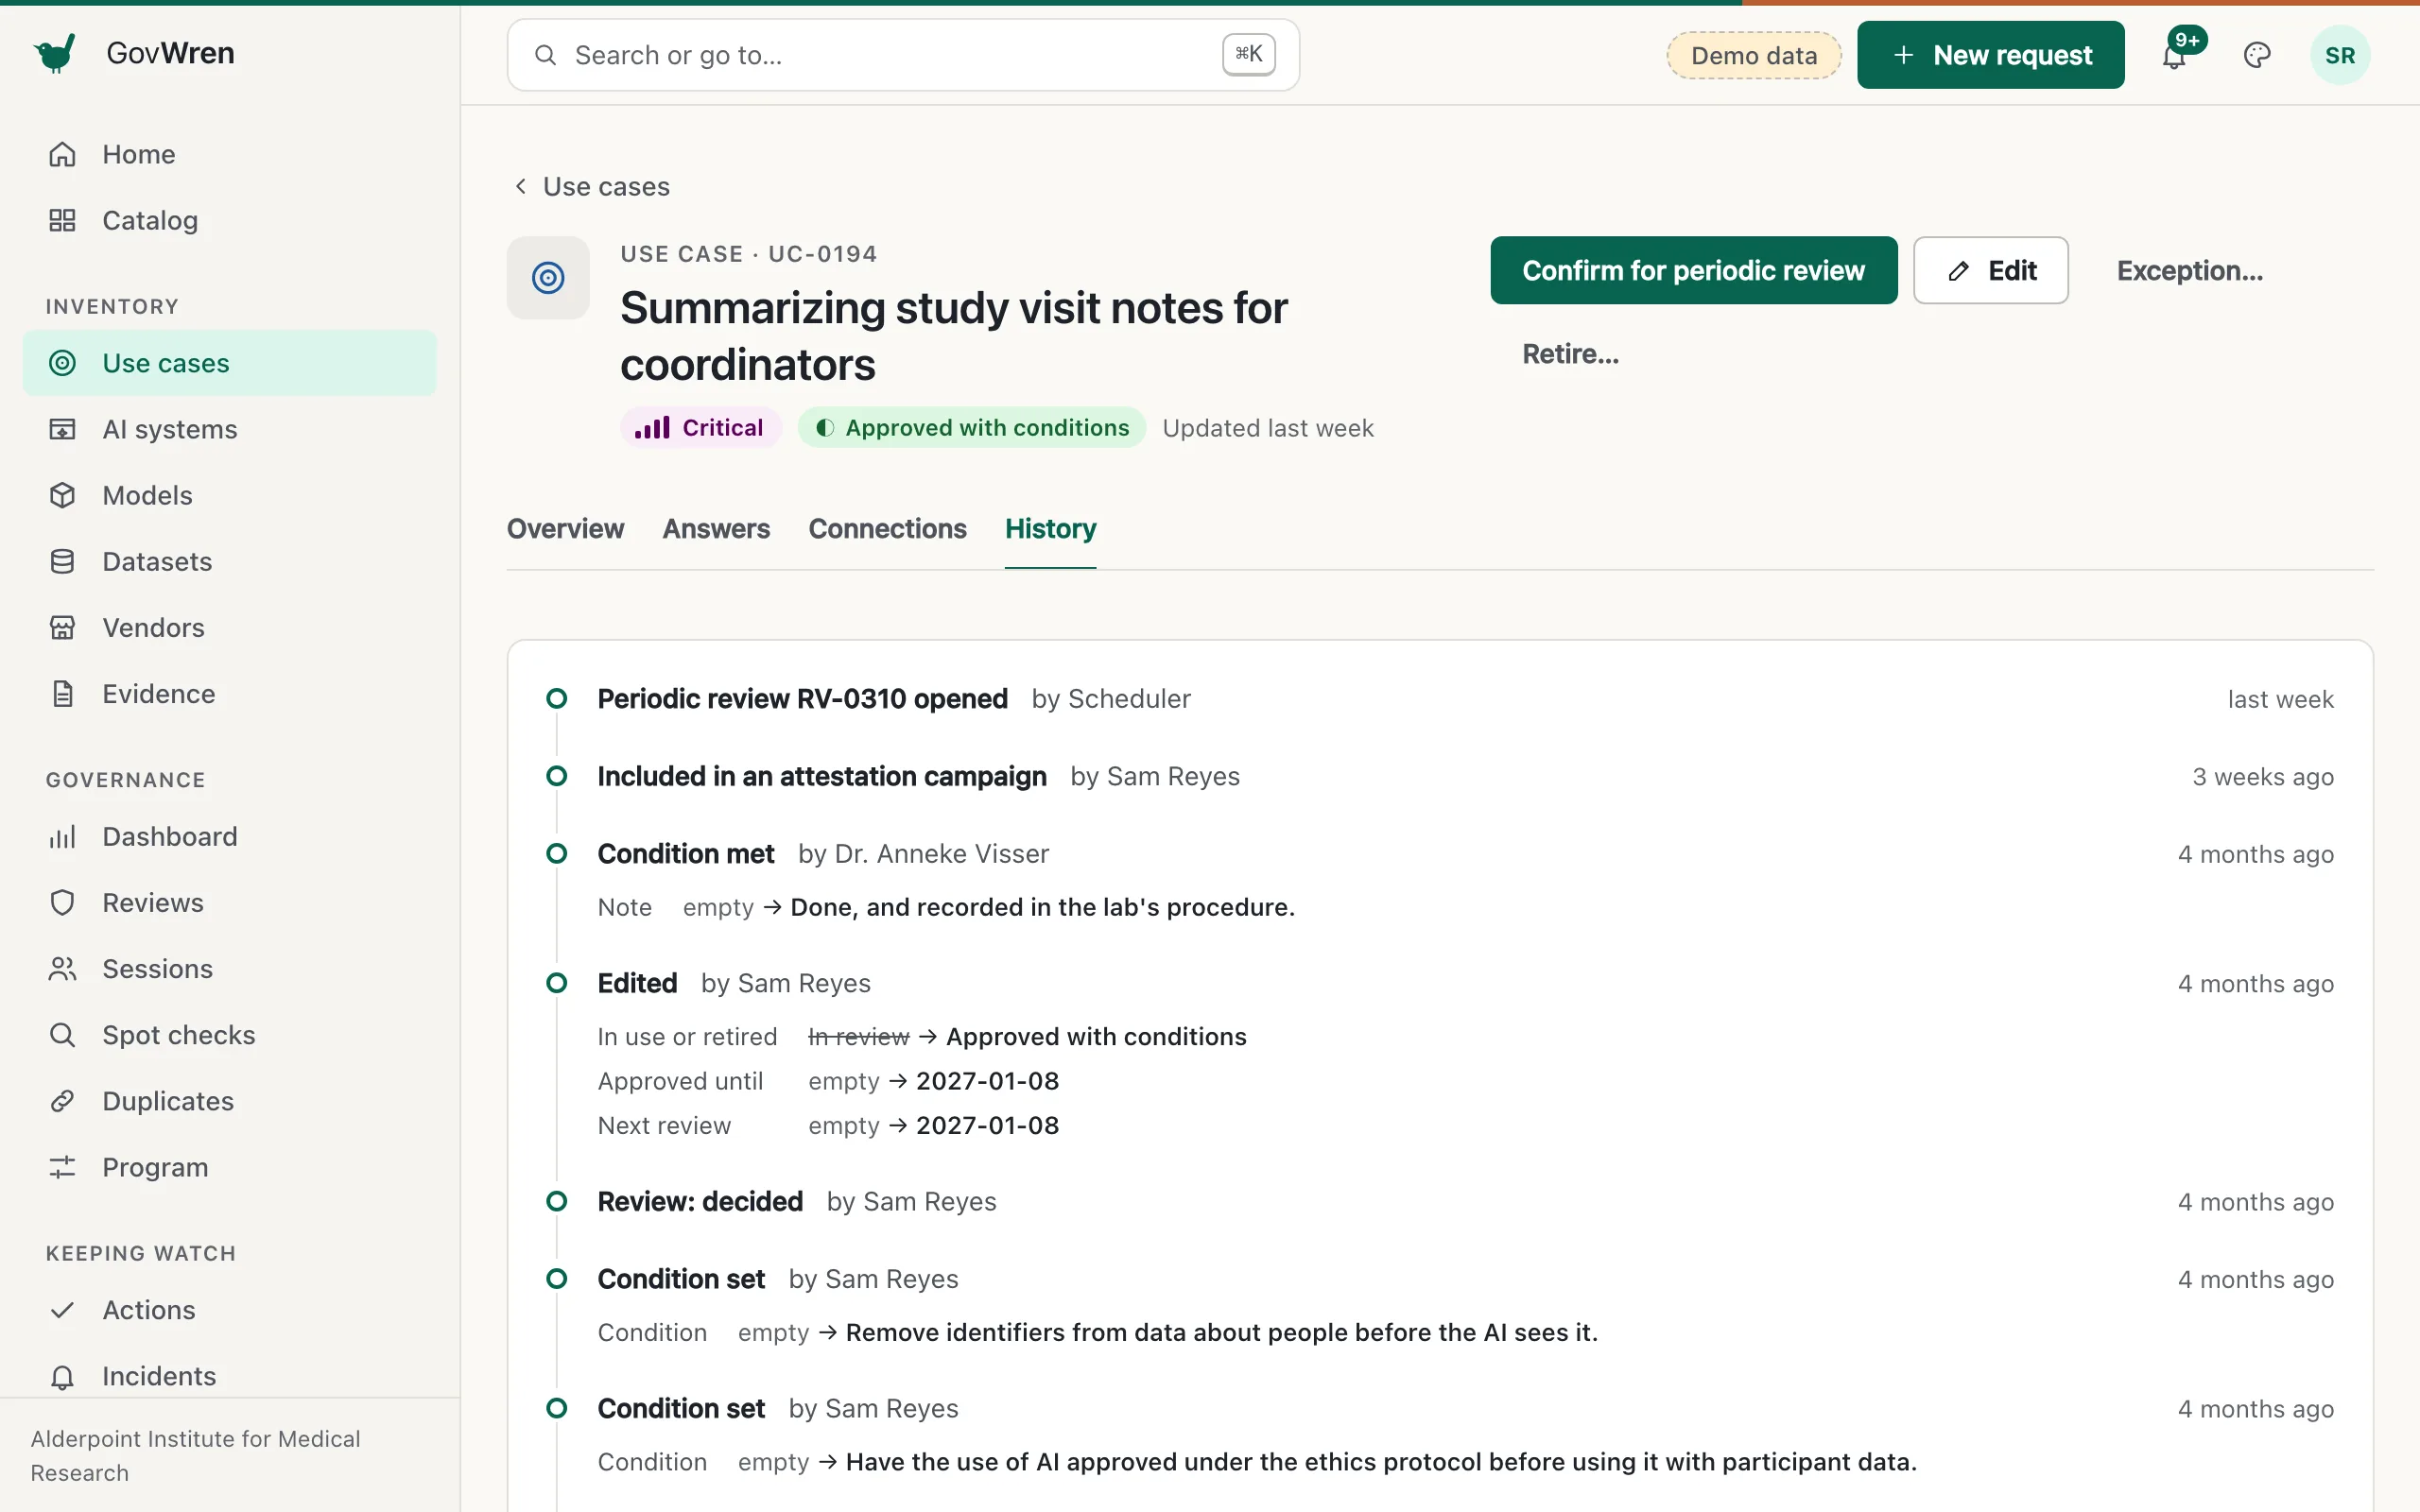 GovWren
Search or go to...
⌘K
Demo data
+ New request
9+
SR
Home
Catalog
INVENTORY
Use cases
AI systems
Models
Datasets
Vendors
Evidence
GOVERNANCE
Dashboard
Reviews
Sessions
Spot checks
Duplicates
Program
KEEPING WATCH
Actions
Incidents
Alderpoint Institute for Medical
Research
Use cases
USE CASE · UC-0194
Summarizing study visit notes for
coordinators
Critical
Approved with conditions
Updated last week
Confirm for periodic review
Edit
Exception...
Retire...
Overview
Answers
Connections
History
Periodic review RV-0310 opened by Scheduler last week
Included in an attestation campaign by Sam Reyes 3 weeks ago
Condition met by Dr. Anneke Visser 4 months ago
Note empty → Done, and recorded in the lab's procedure.
Edited by Sam Reyes 4 months ago
In use or retired In review → Approved with conditions
Approved until empty → 2027-01-08
Next review empty → 2027-01-08
Review: decided by Sam Reyes 4 months ago
Condition set by Sam Reyes 4 months ago
Condition empty → Remove identifiers from data about people before the AI sees it.
Condition set by Sam Reyes 4 months ago
Condition empty → Have the use of AI approved under the ethics protocol before using it with participant data.